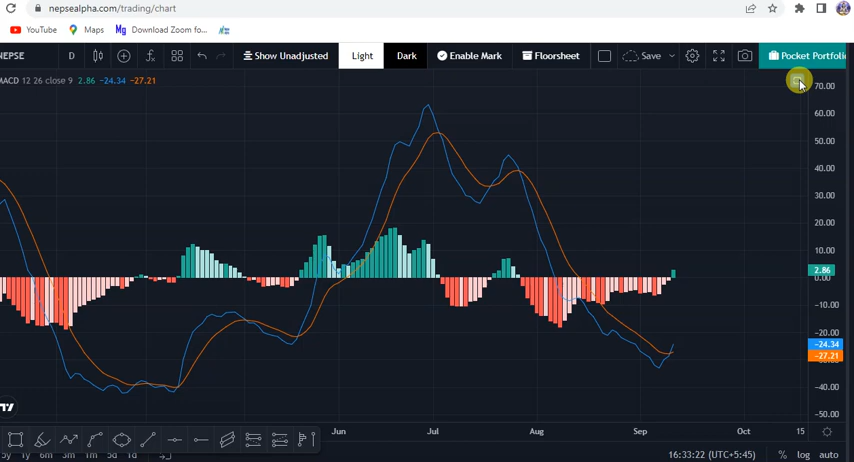 nepsealpha.com/trading/chart
YouTube Maps Download Zoom fo...
NEPSE D Show Unadjusted Light Dark Enable Mark Floorsheet Save Pocket Portfolio
MACD 12 26 close 9 2.86 −24.34 −27.21
70.00
60.00
50.00
40.00
30.00
20.00
10.00
2.86
0.00
−10.00
−20.00
−24.34
−27.21
−40.00
−50.00
Jun Jul Aug Sep Oct 15
5y 1y 6m 3m 1m 5d 1d 16:33:22 (UTC+5:45) % log auto